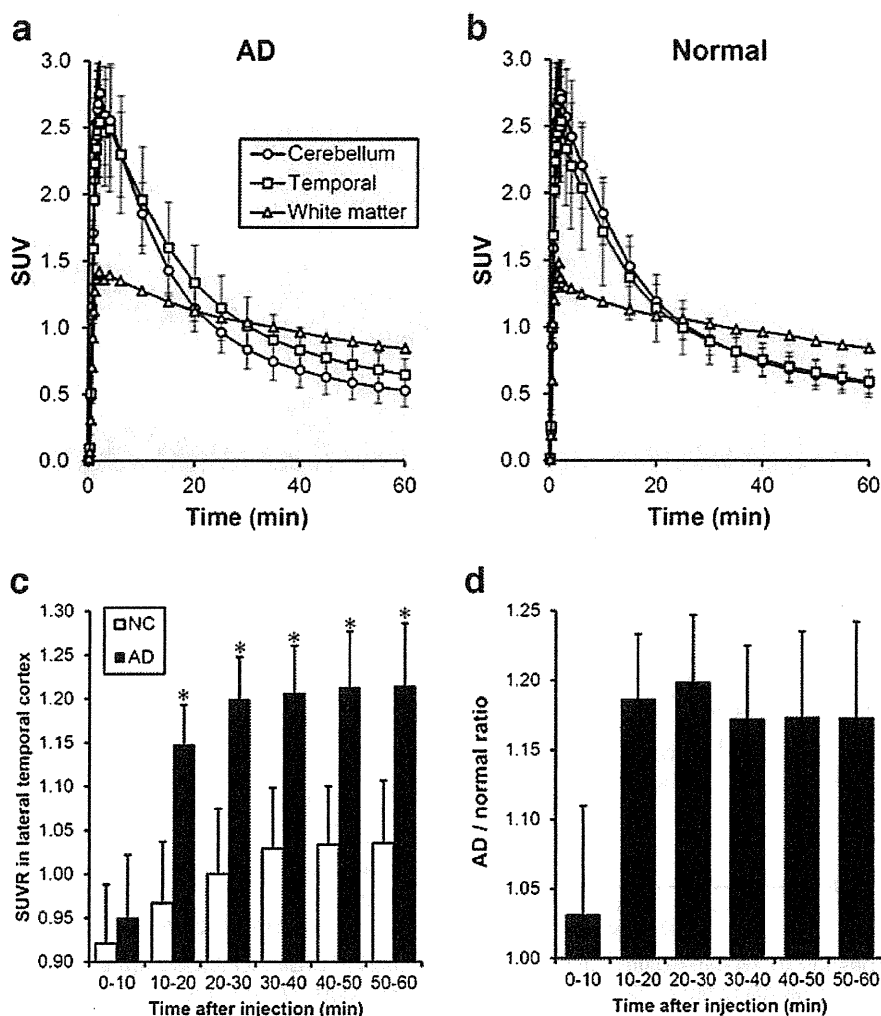 a
AD
3.0
2.5
2.0
1.5
1.0
0.5
0.0
SUV
Cerebellum
Temporal
White matter
0 20 40 60
Time (min)
b
Normal
3.0
2.5
2.0
1.5
1.0
0.5
0.0
SUV
0 20 40 60
Time (min)
c
1.30
1.25
1.20
1.15
1.10
1.05
1.00
0.95
0.90
SUVR in lateral temporal cortex
NC
AD
* * * * *
0-10 10-20 20-30 30-40 40-50 50-60
Time after injection (min)
d
1.25
1.20
1.15
1.10
1.05
1.00
AD / normal ratio
0-10 10-20 20-30 30-40 40-50 50-60
Time after injection (min)